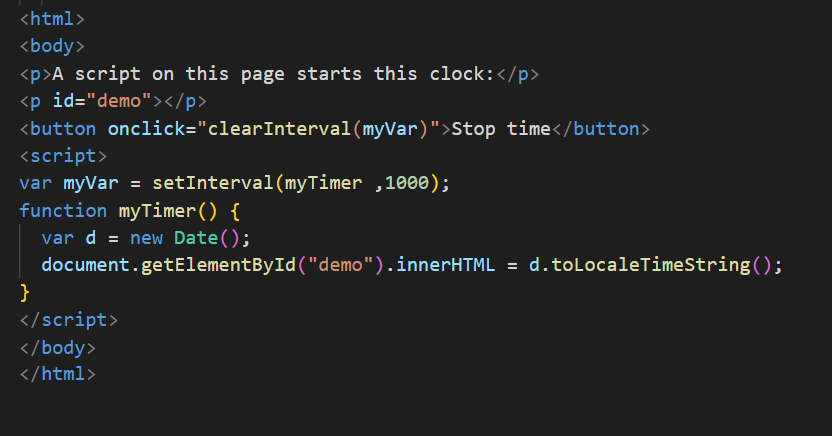 <html>
<body>
<p>A script on this page starts this clock:</p>
<p id="demo"></p>
<button onclick="clearInterval(myVar)">Stop time</button>
<script>
var myVar = setInterval(myTimer ,1000);
function myTimer() {
  var d = new Date();
  document.getElementById("demo").innerHTML = d.toLocaleTimeString();
}
</script>
</body>
</html>